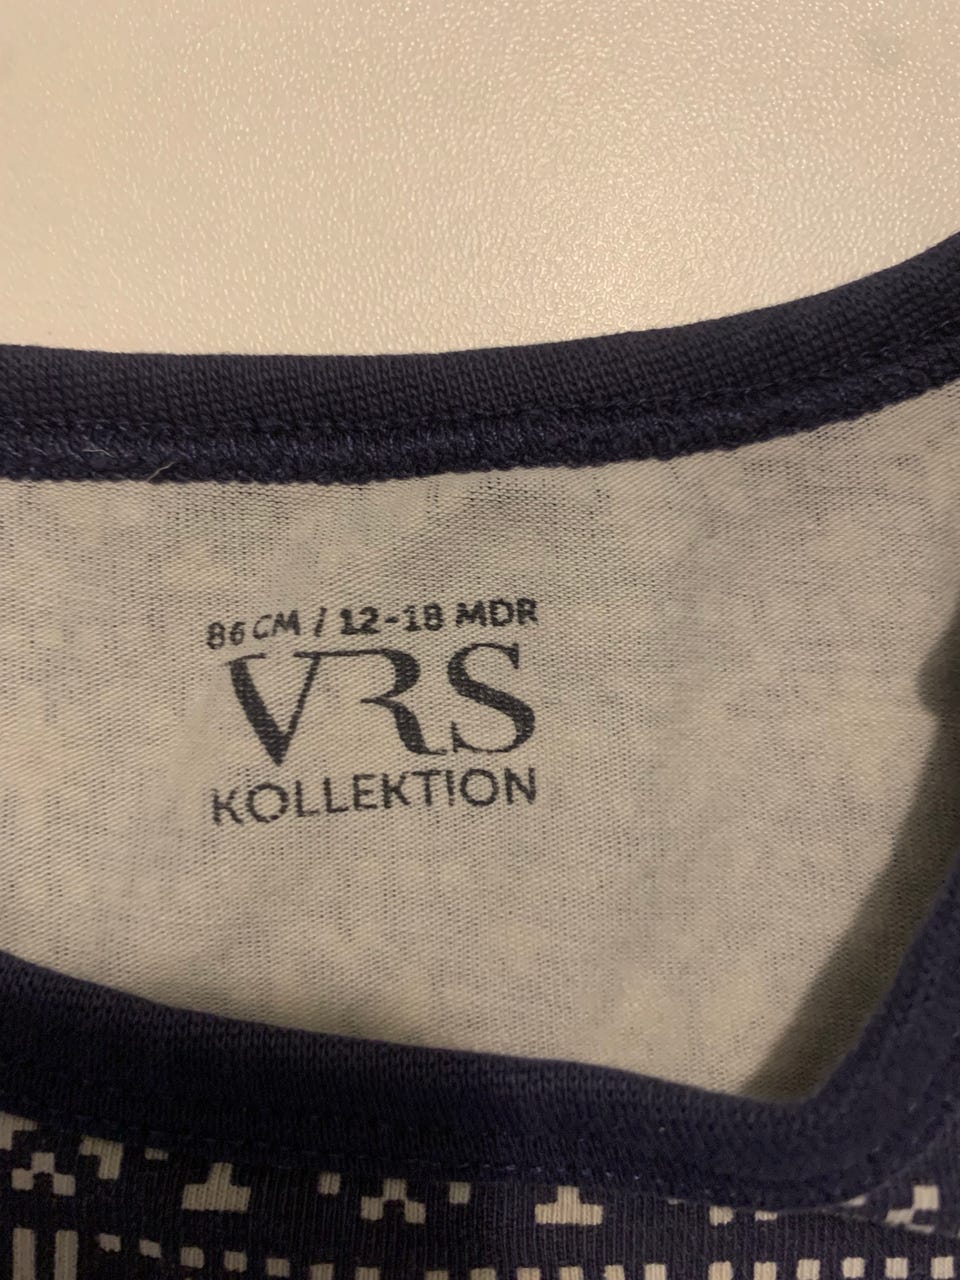 86 CM / 12-18 MDR
VRS
KOLLEKTION